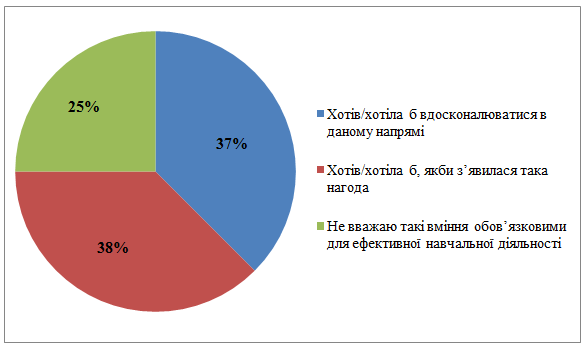 25%
37%
38%
Хотів/хотіла б вдосконалюватися в
даному напрямі
Хотів/хотіла б, якби з’явилася така
нагода
Не вважаю такі вміння обов’язковими
для ефективної навчальної діяльності